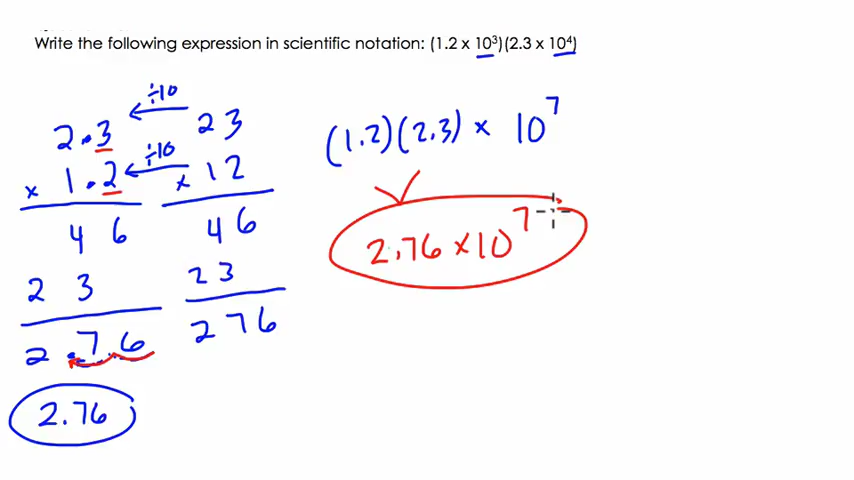 Write the following expression in scientific notation: (1.2 x 10³)(2.3 x 10⁴)
÷10
2.3
23
÷10
x 1.2
x 12
46
46
23
23
2.76
276
2.76
(1.2)(2.3) x 10⁷
2.76 x 10⁷